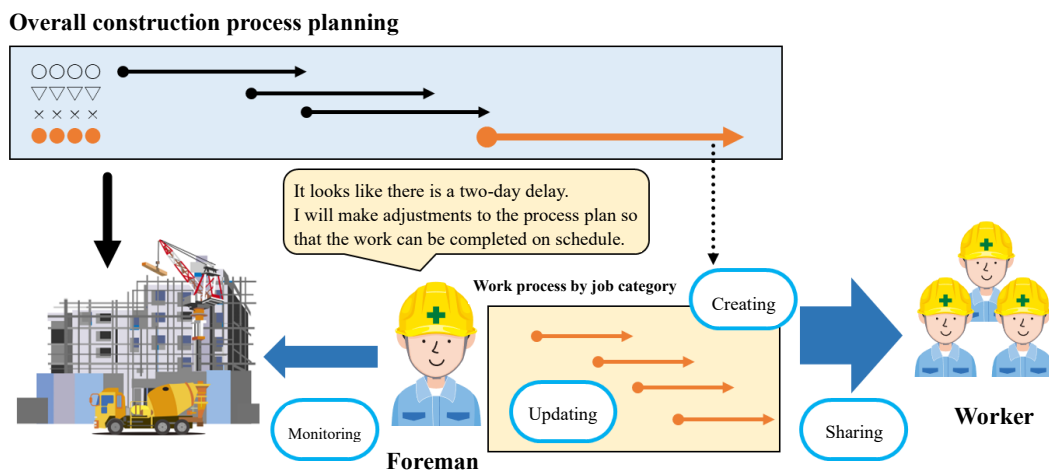 Overall construction process planning
It looks like there is a two-day delay.
I will make adjustments to the process plan so
that the work can be completed on schedule.
Work process by job category
Creating
Updating
Monitoring
Sharing
Foreman
Worker